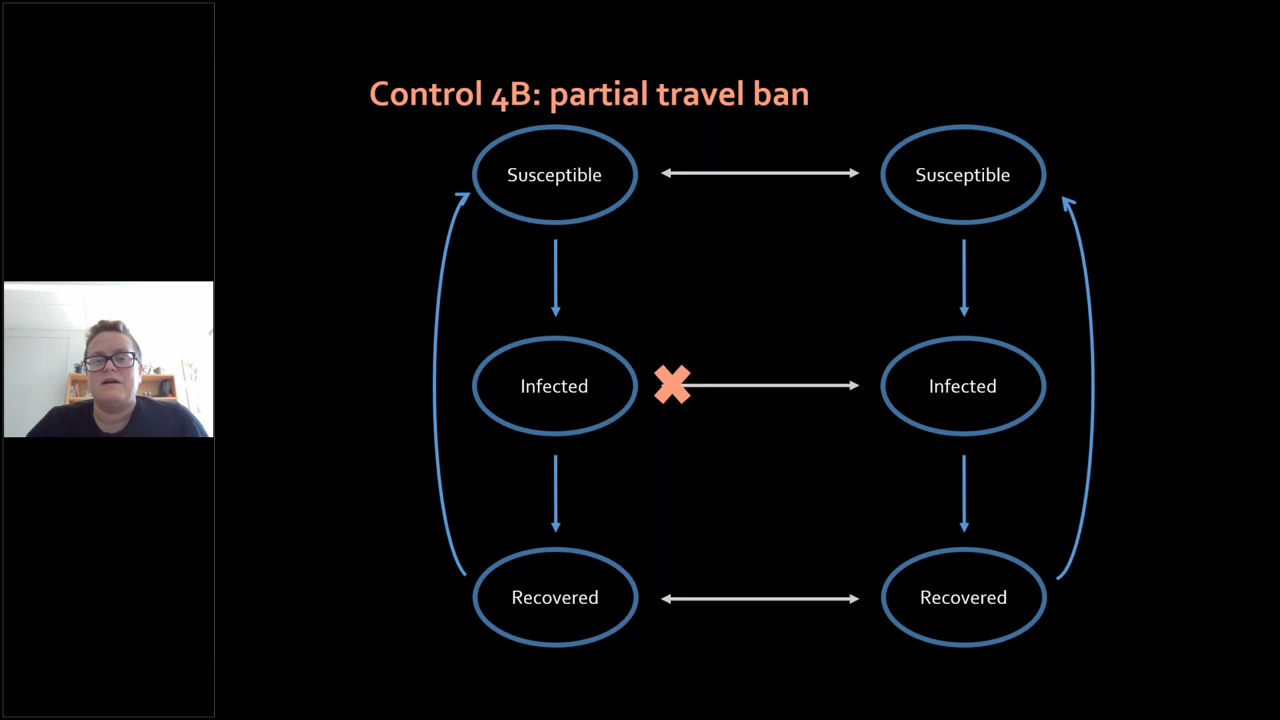 Control 4B: partial travel ban
Susceptible
Susceptible
Infected
Infected
Recovered
Recovered